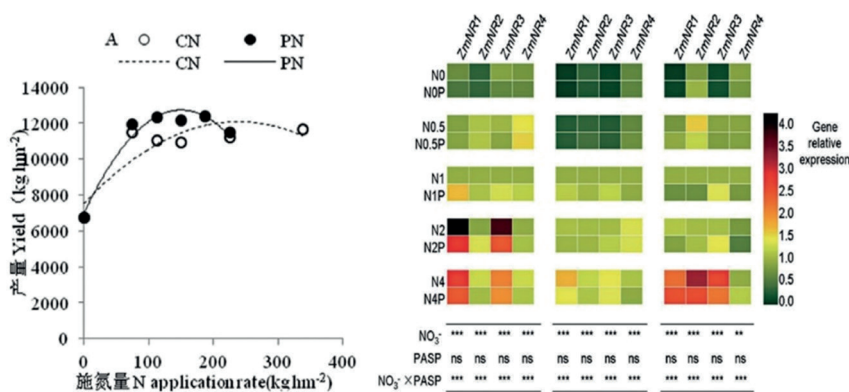 A CN PN
CN PN
14000
12000
10000
8000
6000
4000
2000
0
产量 Yield (kg hm-2)
0 100 200 300 400
施氮量 N application rate(kg hm-2)
ZmNR1 ZmNR2 ZmNR3 ZmNR4 ZmNR1 ZmNR2 ZmNR3 ZmNR4 ZmNR1 ZmNR2 ZmNR3 ZmNR4
N0
N0P
N0.5
N0.5P
N1
N1P
N2
N2P
N4
N4P
4.0
3.5
3.0
2.5
2.0
1.5
1.0
0.5
0.0
Gene
relative
expression
NO3- *** *** *** *** *** *** *** *** *** *** *** **
PASP ns ns ns ns ns ns ns ns ns ns ns ns
NO3- ×PASP *** *** *** *** *** *** *** *** *** *** *** ***